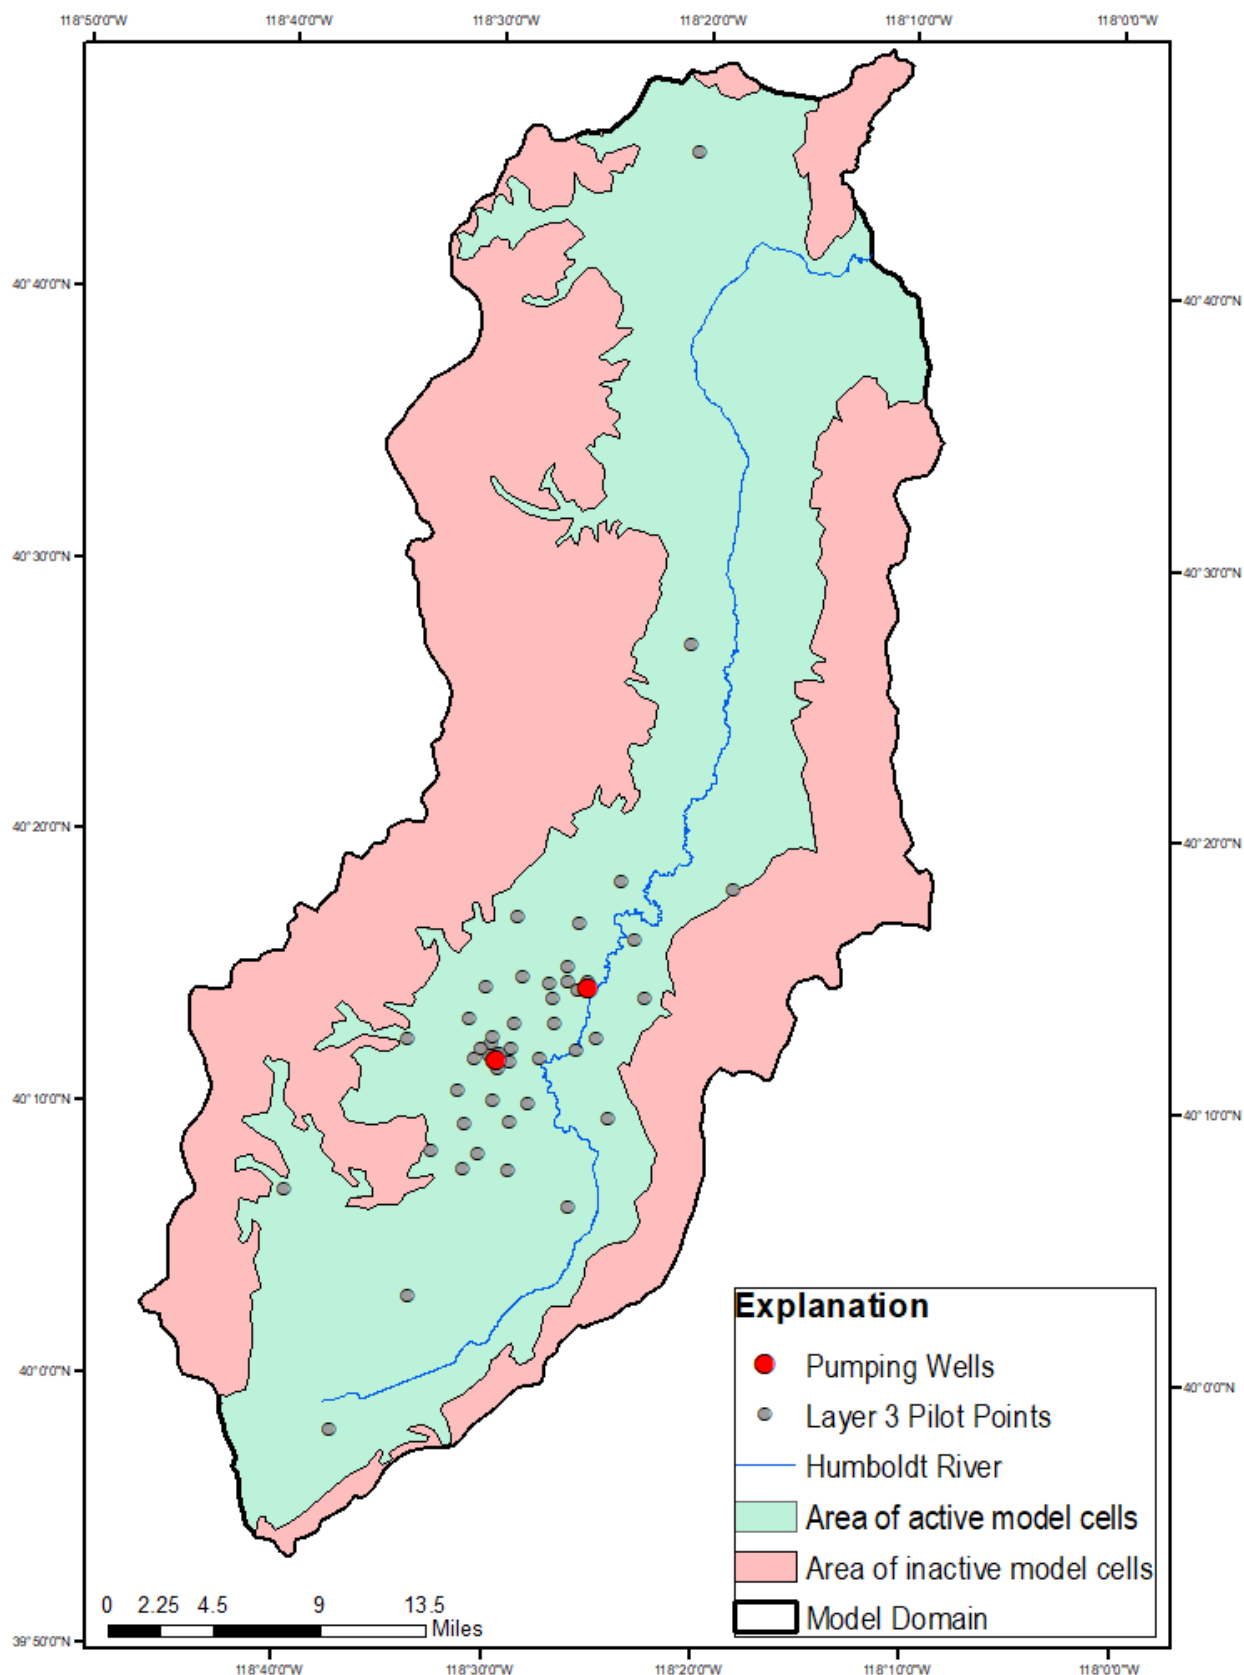 118°50'0"W 118°40'0"W 118°30'0"W 118°20'0"W 118°10'0"W 118°0'0"W
40°40'0"N
40°40'0"N
40°30'0"N
40°30'0"N
40°20'0"N
40°20'0"N
40°10'0"N
40°10'0"N
40°0'0"N
40°0'0"N
Explanation
Pumping Wells
Layer 3 Pilot Points
Humboldt River
Area of active model cells
Area of inactive model cells
Model Domain
0 2.25 4.5 9 13.5
Miles
39°50'0"N
118°40'0"W 118°30'0"W 118°20'0"W 118°10'0"W 118°0'0"W